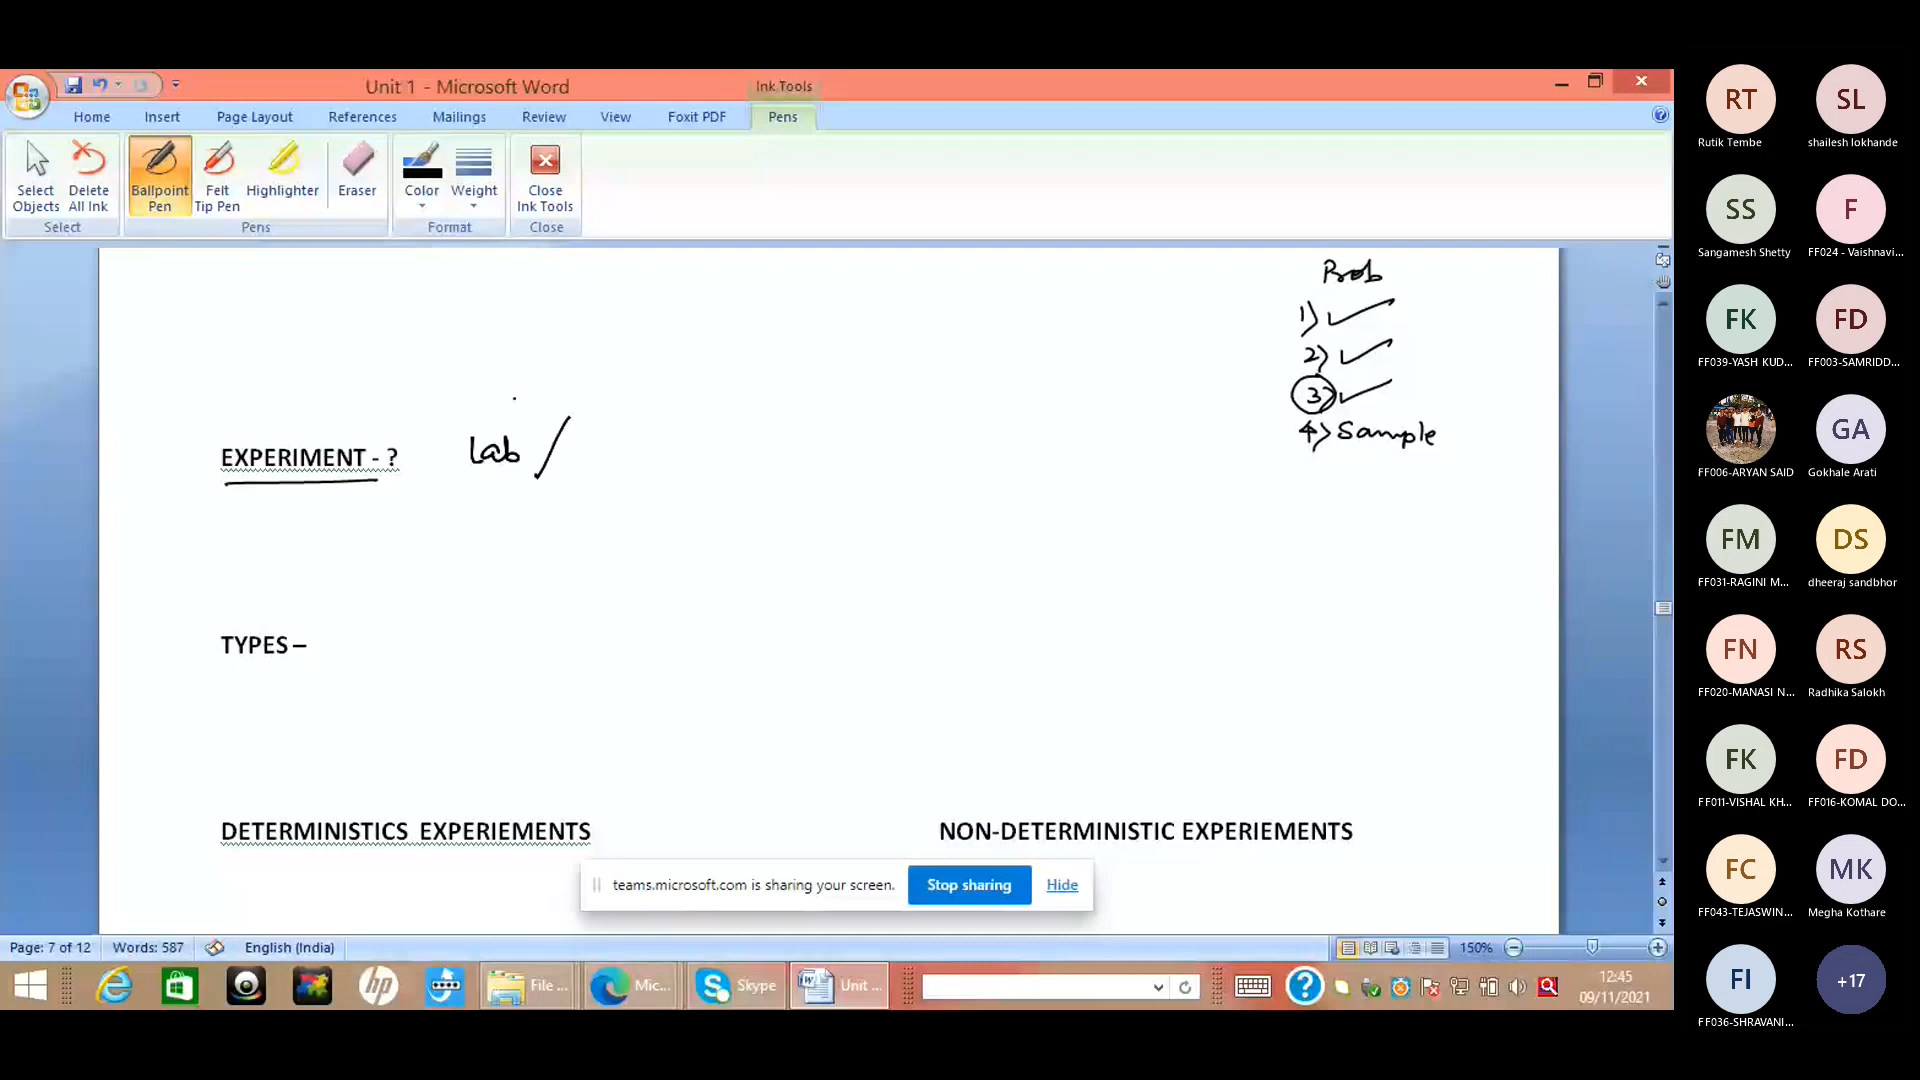 Unit 1 - Microsoft Word
Ink Tools
Home Insert Page Layout References Mailings Review View Foxit PDF Pens
Select Objects
Delete All Ink
Ballpoint Pen
Felt Tip Pen
Highlighter
Eraser
Color
Weight
Close Ink Tools
Select Pens Format Close
Prob
1)
2)
3)
4) Sample
EXPERIMENT - ? Lab /
TYPES –
DETERMINISTICS EXPERIEMENTS NON-DETERMINISTIC EXPERIEMENTS
teams.microsoft.com is sharing your screen. Stop sharing Hide
Page: 7 of 12 Words: 587 English (India) 150%
hp File ... Mic... Skype Unit ... 12:45
09/11/2021
RT SL
Rutik Tembe shailesh lokhande
SS F
Sangamesh Shetty FF024 - Vaishnavi...
FK FD
FF039-YASH KUD... FF003-SAMRIDD...
GA
FF006-ARYAN SAID Gokhale Arati
FM DS
FF031-RAGINI M... dheeraj sandbhor
FN RS
FF020-MANASI N... Radhika Salokh
FK FD
FF011-VISHAL KH... FF016-KOMAL DO...
FC MK
FF043-TEJASWIN... Megha Kothare
FI +17
FF036-SHRAVANI...